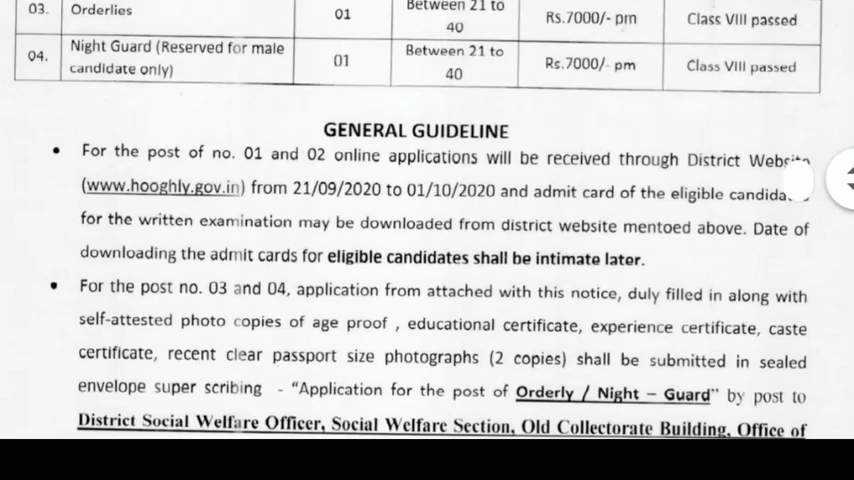 03. Orderlies 01 Between 21 to 40 Rs.7000/- pm Class VIII passed
04. Night Guard (Reserved for male candidate only) 01 Between 21 to 40 Rs.7000/- pm Class VIII passed
GENERAL GUIDELINE
• For the post of no. 01 and 02 online applications will be received through District
(www.hooghly.gov.in) from 21/09/2020 to 01/10/2020 and admit card of the eligible
for the written examination may be downloaded from district website mentoed above. Date of
downloading the admit cards for eligible candidates shall be intimate later.
• For the post no. 03 and 04, application from attached with this notice, duly filled in along with
self-attested photo copies of age proof , educational certificate, experience certificate, caste
certificate, recent clear passport size photographs (2 copies) shall be submitted in sealed
envelope super scribing - “Application for the post of Orderly / Night – Guard” by post to
District Social Welfare Officer, Social Welfare Section, Old Collectorate Building, Office of